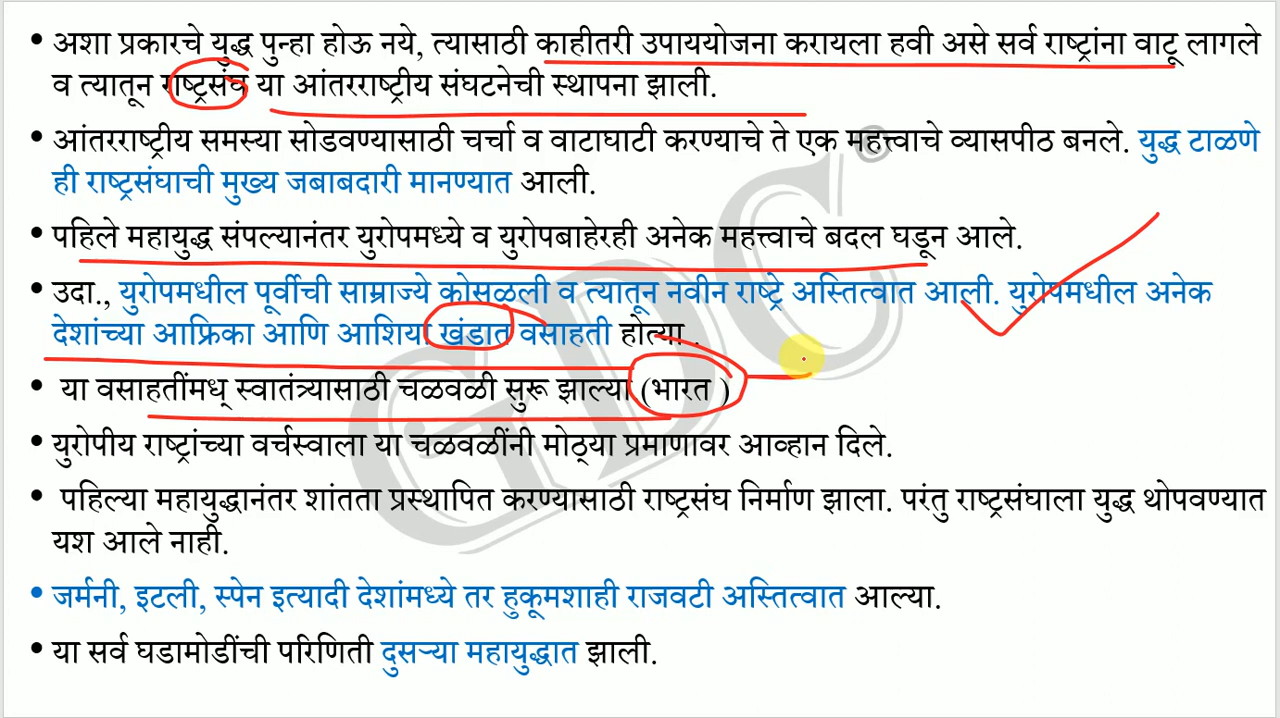 • अशा प्रकारचे युद्ध पुन्हा होऊ नये, त्यासाठी काहीतरी उपाययोजना करायला हवी असे सर्व राष्ट्रांना वाटू लागले
व त्यातून राष्ट्रसंघ या आंतरराष्ट्रीय संघटनेची स्थापना झाली.
• आंतरराष्ट्रीय समस्या सोडवण्यासाठी चर्चा व वाटाघाटी करण्याचे ते एक महत्त्वाचे व्यासपीठ बनले. युद्ध टाळणे
ही राष्ट्रसंघाची मुख्य जबाबदारी मानण्यात आली.
• पहिले महायुद्ध संपल्यानंतर युरोपमध्ये व युरोपबाहेरही अनेक महत्त्वाचे बदल घडून आले.
• उदा., युरोपमधील पूर्वीची साम्राज्ये कोसळली व त्यातून नवीन राष्ट्रे अस्तित्वात आली. युरोपमधील अनेक
देशांच्या आफ्रिका आणि आशिया खंडात वसाहती होत्या .
• या वसाहतींमध् स्वातंत्र्यासाठी चळवळी सुरू झाल्या (भारत )
• युरोपीय राष्ट्रांच्या वर्चस्वाला या चळवळींनी मोठ्या प्रमाणावर आव्हान दिले.
• पहिल्या महायुद्धानंतर शांतता प्रस्थापित करण्यासाठी राष्ट्रसंघ निर्माण झाला. परंतु राष्ट्रसंघाला युद्ध थोपवण्यात
यश आले नाही.
• जर्मनी, इटली, स्पेन इत्यादी देशांमध्ये तर हुकूमशाही राजवटी अस्तित्वात आल्या.
• या सर्व घडामोडींची परिणिती दुसऱ्या महायुद्धात झाली.
GDC ©